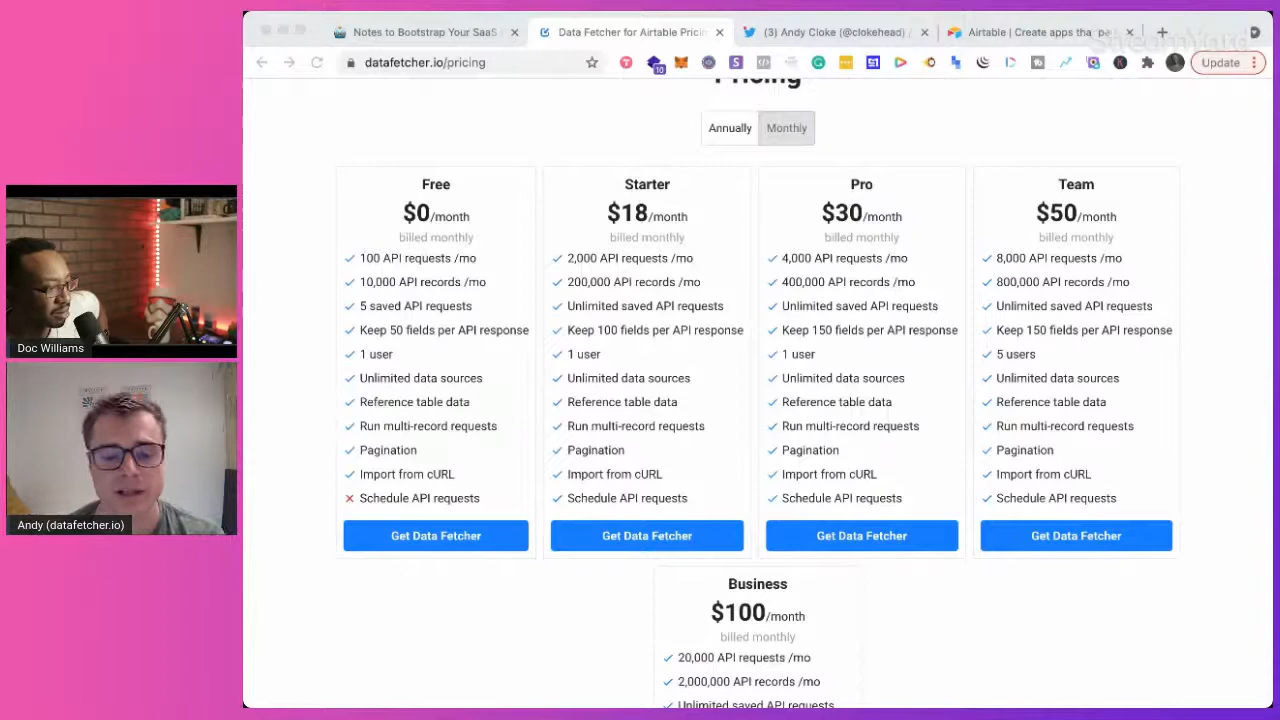 Notes to Bootstrap Your SaaS
Data Fetcher for Airtable Pricin
(3) Andy Cloke (@clokehead) /
Airtable | Create apps tha
StreamYard
datafetcher.io/pricing
10
Update
Pricing
Annually
Monthly
Free
$0/month
billed monthly
100 API requests /mo
10,000 API records /mo
5 saved API requests
Keep 50 fields per API response
1 user
Unlimited data sources
Reference table data
Run multi-record requests
Pagination
Import from cURL
Schedule API requests
Get Data Fetcher
Starter
$18/month
billed monthly
2,000 API requests /mo
200,000 API records /mo
Unlimited saved API requests
Keep 100 fields per API response
1 user
Unlimited data sources
Reference table data
Run multi-record requests
Pagination
Import from cURL
Schedule API requests
Get Data Fetcher
Pro
$30/month
billed monthly
4,000 API requests /mo
400,000 API records /mo
Unlimited saved API requests
Keep 150 fields per API response
1 user
Unlimited data sources
Reference table data
Run multi-record requests
Pagination
Import from cURL
Schedule API requests
Get Data Fetcher
Team
$50/month
billed monthly
8,000 API requests /mo
800,000 API records /mo
Unlimited saved API requests
Keep 150 fields per API response
5 users
Unlimited data sources
Reference table data
Run multi-record requests
Pagination
Import from cURL
Schedule API requests
Get Data Fetcher
Business
$100/month
billed monthly
20,000 API requests /mo
2,000,000 API records /mo
Unlimited saved API requests
Doc Williams
Andy (datafetcher.io)